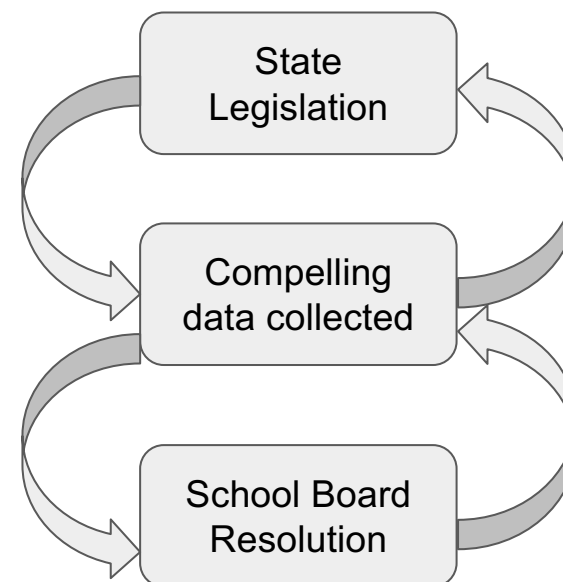 State
Legislation
Compelling
data collected
School Board
Resolution